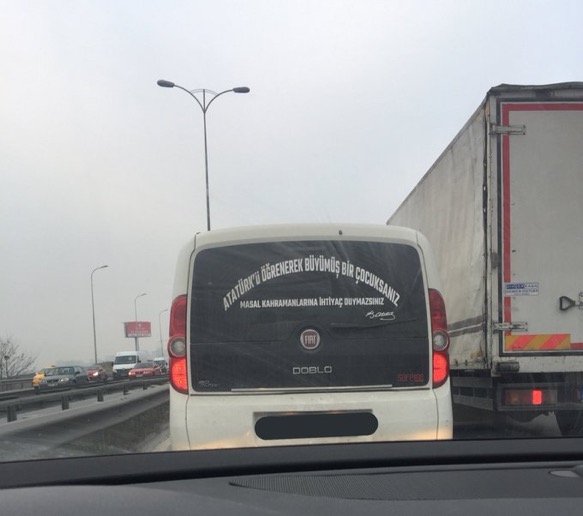 ATATÜRK'Ü ÖĞRENEREK BÜYÜMÜŞ BİR ÇOCUKSANIZ
MASAL KAHRAMANLARINA İHTİYAÇ DUYMAZSINIZ
FIAT
DOBLO